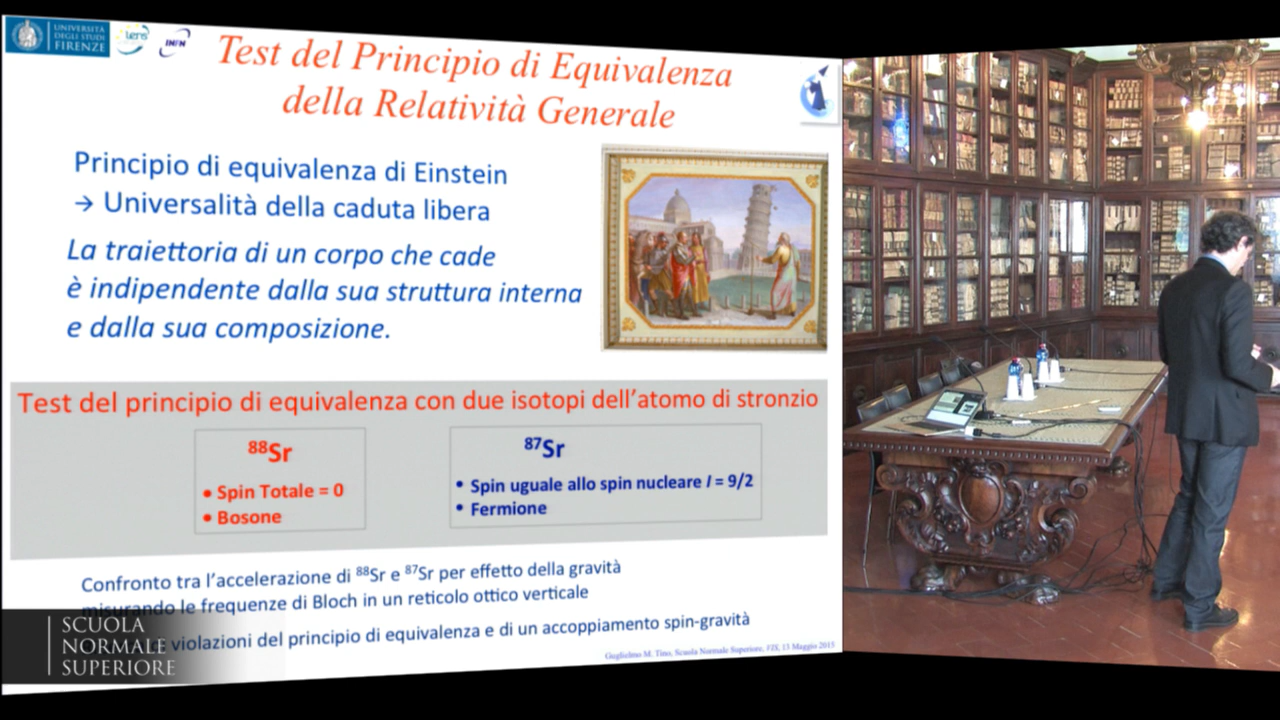 UNIVERSITÀ
DEGLI STUDI
FIRENZE
lens
INFN
Test del Principio di Equivalenza
della Relatività Generale
Principio di equivalenza di Einstein
→ Universalità della caduta libera
La traiettoria di un corpo che cade
è indipendente dalla sua struttura interna
e dalla sua composizione.
Test del principio di equivalenza con due isotopi dell'atomo di stronzio
⁸⁸Sr
• Spin Totale = 0
• Bosone
⁸⁷Sr
• Spin uguale allo spin nucleare I = 9/2
• Fermione
Confronto tra l'accelerazione di ⁸⁸Sr e ⁸⁷Sr per effetto della gravità
misurando le frequenze di Bloch in un reticolo ottico verticale
violazioni del principio di equivalenza e di un accoppiamento spin-gravità
Guglielmo M. Tino, Scuola Normale Superiore, 13 Maggio 2015
SCUOLA
NORMALE
SUPERIORE